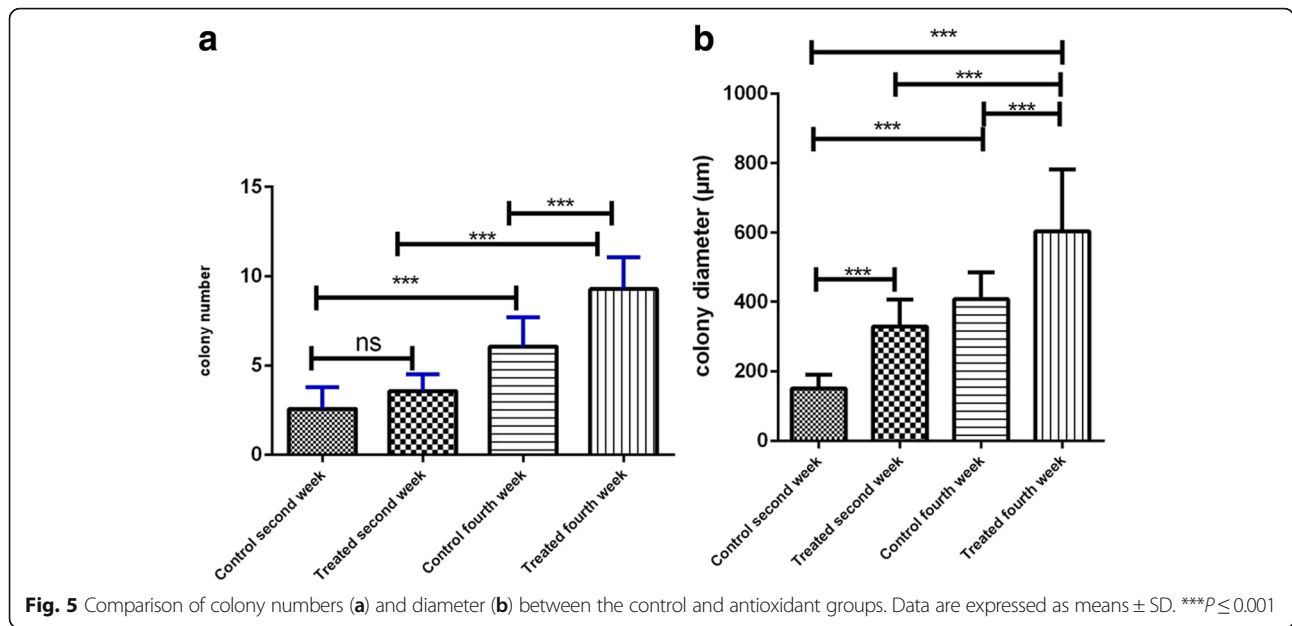 a
b
***
***
***
***
***
***
***
***
ns
***
colony number
15
10
5
0
Control second week
Treated second week
Control fourth week
Treated fourth week
colony diameter (µm)
1000
800
600
400
200
0
Control second week
Treated second week
Control fourth week
Treated fourth week
Fig. 5 Comparison of colony numbers (a) and diameter (b) between the control and antioxidant groups. Data are expressed as means ± SD. ***P ≤ 0.001